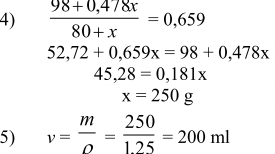 4) (98 + 0,478x) / (80 + x) = 0,659
52,72 + 0,659x = 98 + 0,478x
45,28 = 0,181x
x = 250 g
5) v = m / ρ = 250 / 1,25 = 200 ml